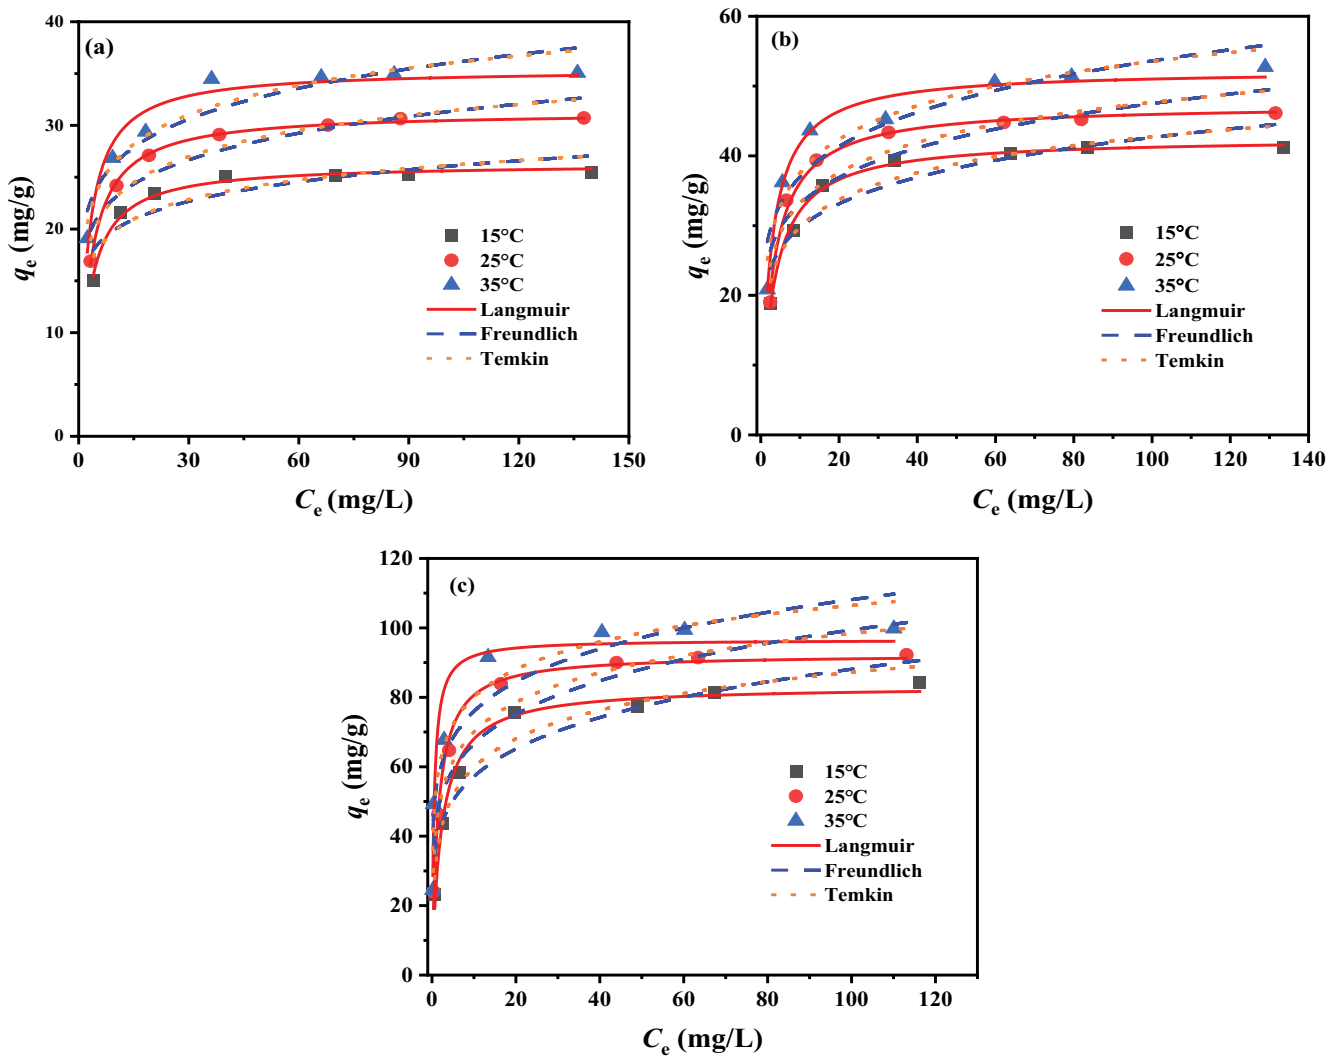 (a)
40
30
20
10
0
qe (mg/g)
15°C
25°C
35°C
Langmuir
Freundlich
Temkin
0 30 60 90 120 150
Ce (mg/L)
(b)
60
40
20
0
qe (mg/g)
15°C
25°C
35°C
Langmuir
Freundlich
Temkin
0 20 40 60 80 100 120 140
Ce (mg/L)
(c)
120
100
80
60
40
20
0
qe (mg/g)
15°C
25°C
35°C
Langmuir
Freundlich
Temkin
0 20 40 60 80 100 120
Ce (mg/L)